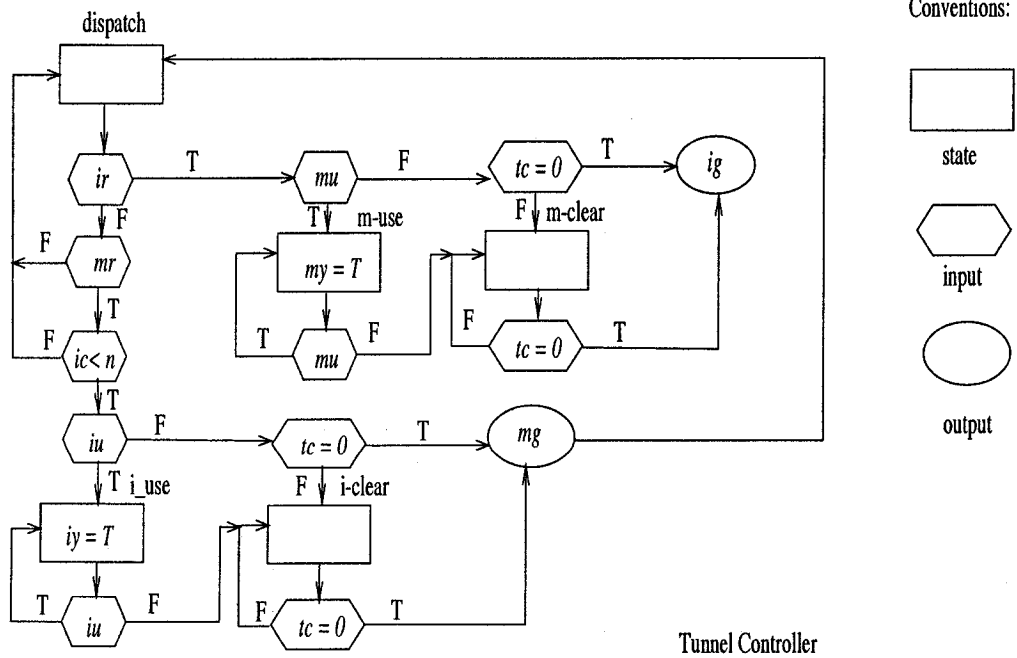 Conventions:
dispatch
state
ir
T
mu
F
tc = 0
T
ig
F
T
m-use
F
m-clear
F
mr
my = T
input
T
T
mu
F
F
tc = 0
T
F
ic< n
T
iu
F
tc = 0
T
mg
output
T
i_use
F
i-clear
iy = T
T
iu
F
F
tc = 0
T
Tunnel Controller